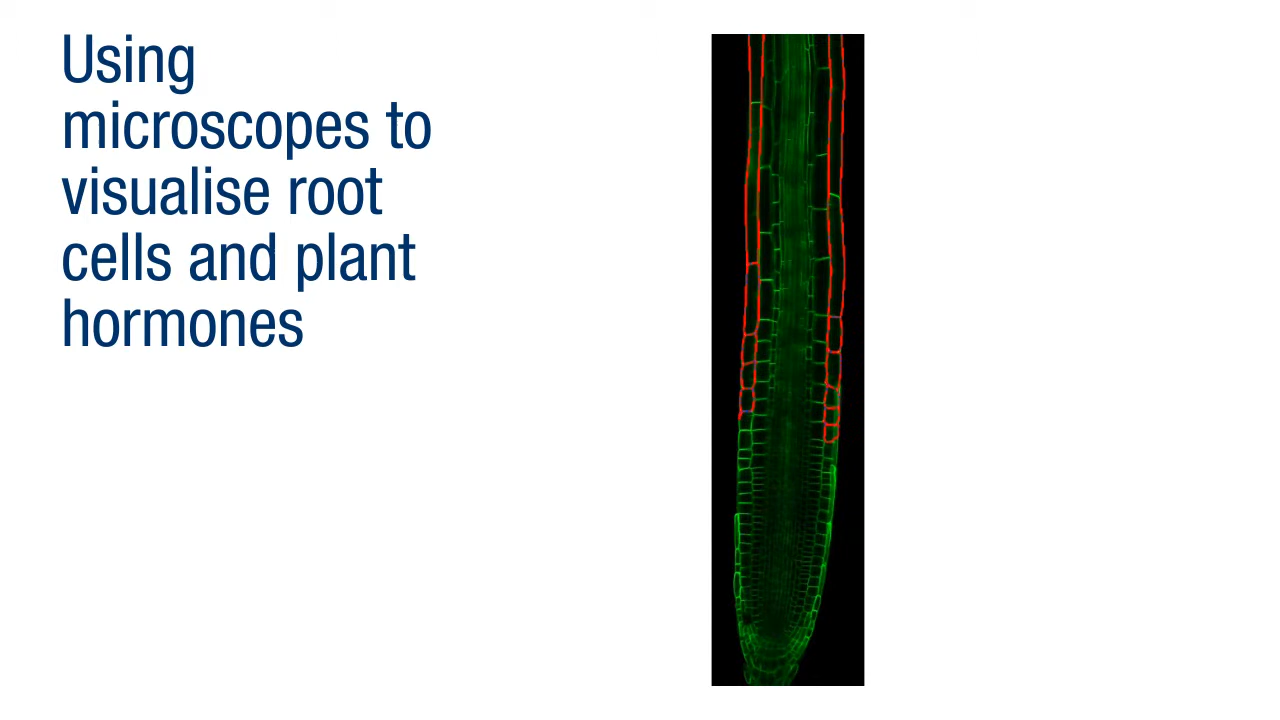 Using
microscopes to
visualise root
cells and plant
hormones